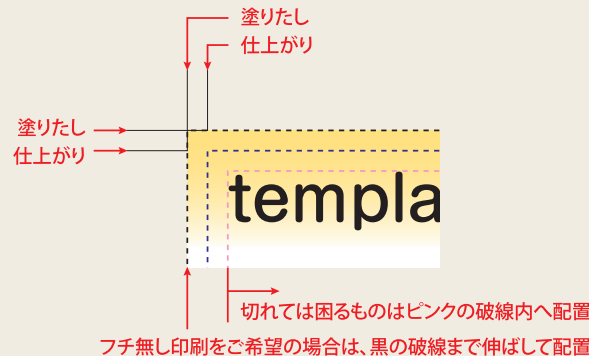 塗りたし
仕上がり
塗りたし
仕上がり
templa
切れては困るものはピンクの破線内へ配置
フチ無し印刷をご希望の場合は、黒の破線まで伸ばして配置